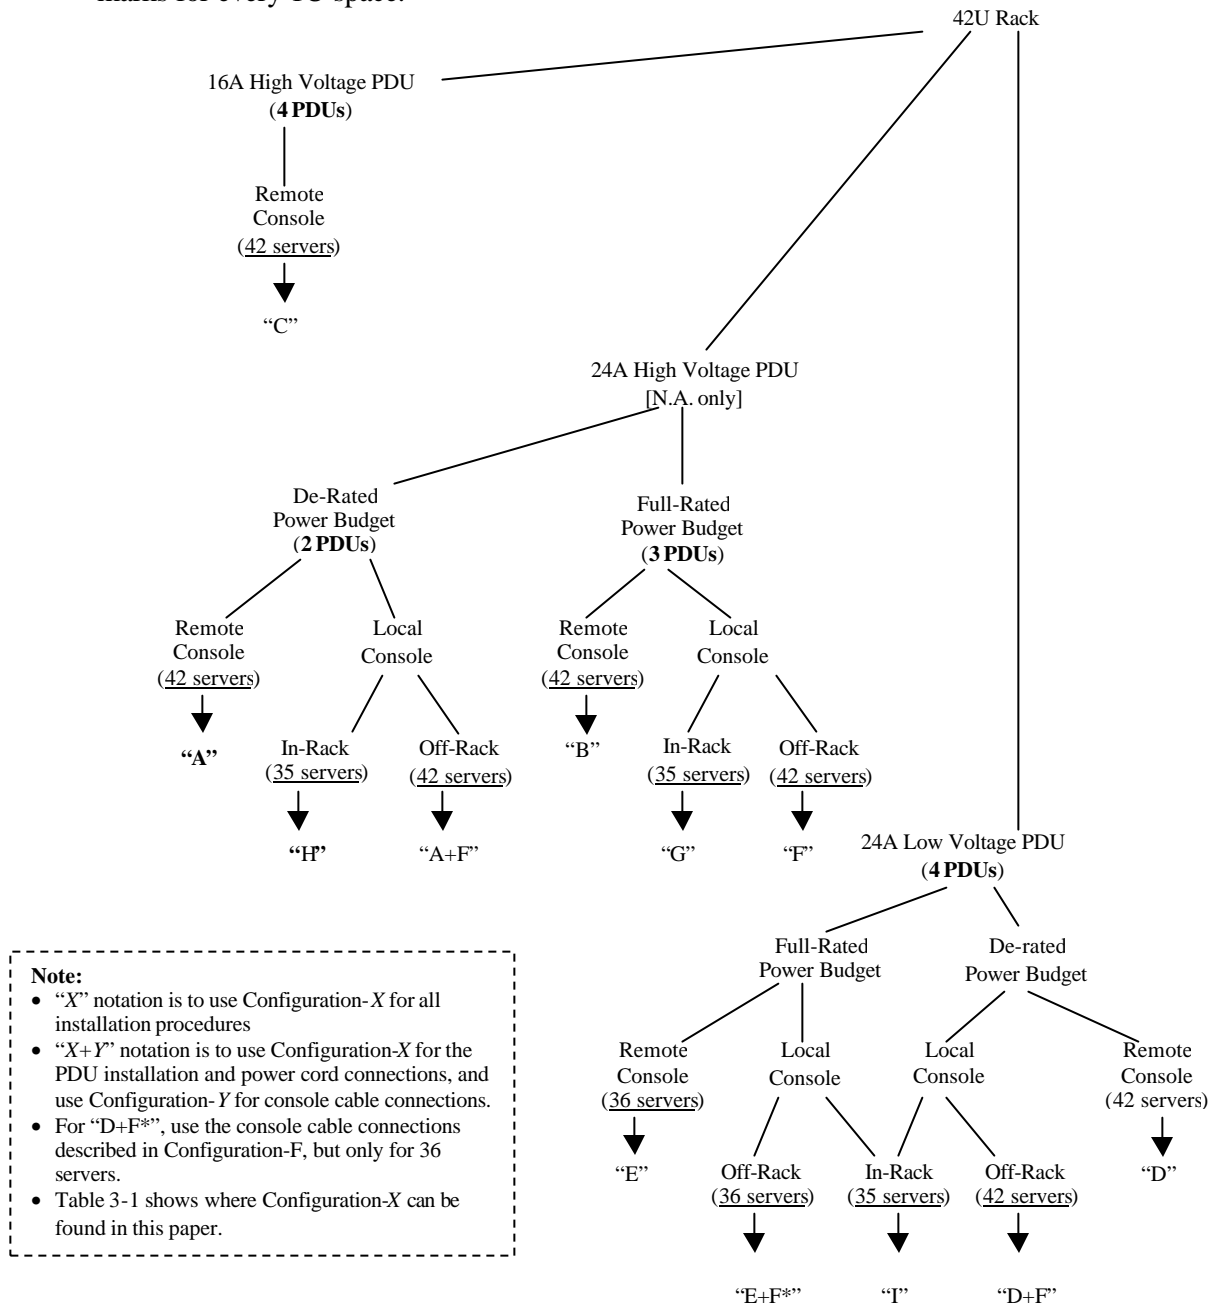 42U Rack
16A High Voltage PDU
(4 PDUs)
Remote
Console
(42 servers)
“C”
24A High Voltage PDU
[N.A. only]
De-Rated
Power Budget
(2 PDUs)
Full-Rated
Power Budget
(3 PDUs)
Remote
Console
(42 servers)
“A”
Local
Console
In-Rack
(35 servers)
“H”
Off-Rack
(42 servers)
“A+F”
Remote
Console
(42 servers)
“B”
Local
Console
In-Rack
(35 servers)
“G”
Off-Rack
(42 servers)
“F”
24A Low Voltage PDU
(4 PDUs)
Full-Rated
Power Budget
De-rated
Power Budget
Remote
Console
(36 servers)
“E”
Local
Console
Off-Rack
(36 servers)
“E+F*”
In-Rack
(35 servers)
“I”
Local
Console
Off-Rack
(42 servers)
“D+F”
Remote
Console
(42 servers)
“D”
Note:
• “X” notation is to use Configuration-X for all
installation procedures
• “X+Y” notation is to use Configuration-X for the
PDU installation and power cord connections, and
use Configuration-Y for console cable connections.
• For “D+F*”, use the console cable connections
described in Configuration-F, but only for 36
servers.
• Table 3-1 shows where Configuration-X can be
found in this paper.